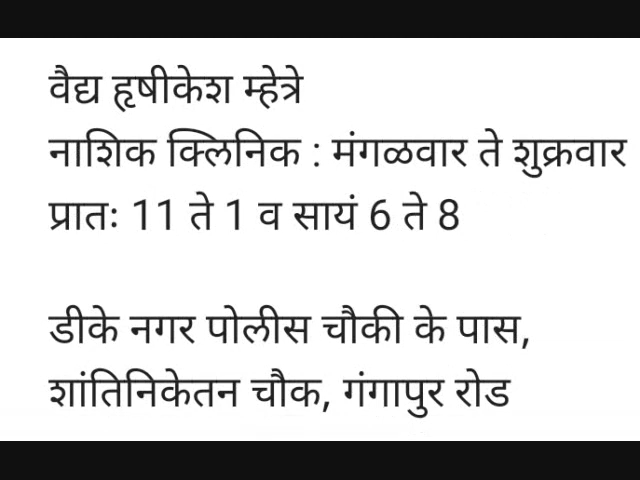 वैद्य हृषीकेश म्हेत्रे
नाशिक क्लिनिक : मंगळवार ते शुक्रवार
प्रातः 11 ते 1 व सायं 6 ते 8
डीके नगर पोलीस चौकी के पास,
शांतिनिकेतन चौक, गंगापुर रोड